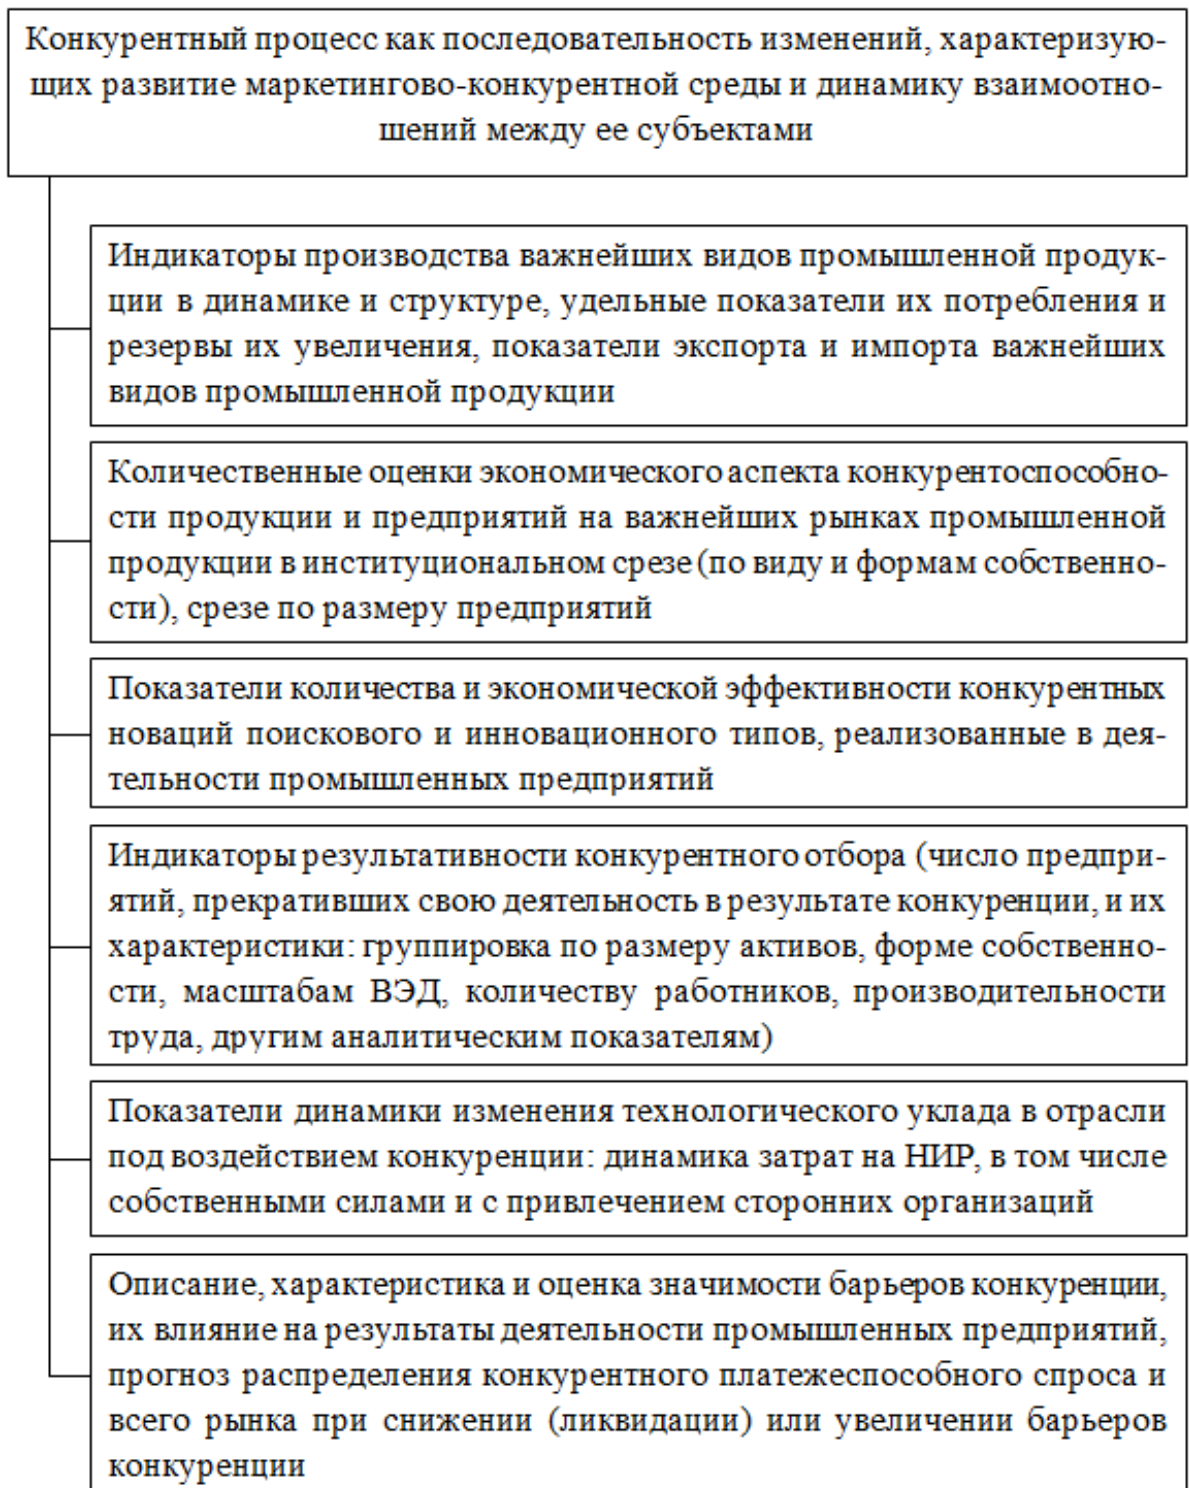 Конкурентный процесс как последовательность изменений, характеризую-
щих развитие маркетингово-конкурентной среды и динамику взаимоотно-
шений между ее субъектами
Индикаторы производства важнейших видов промышленной продук-
ции в динамике и структуре, удельные показатели их потребления и
резервы их увеличения, показатели экспорта и импорта важнейших
видов промышленной продукции
Количественные оценки экономического аспекта конкурентоспособно-
сти продукции и предприятий на важнейших рынках промышленной
продукции в институциональном срезе (по виду и формам собственно-
сти), срезе по размеру предприятий
Показатели количества и экономической эффективности конкурентных
новаций поискового и инновационного типов, реализованные в дея-
тельности промышленных предприятий
Индикаторы результативности конкурентного отбора (число предпри-
ятий, прекративших свою деятельность в результате конкуренции, и их
характеристики: группировка по размеру активов, форме собственно-
сти, масштабам ВЭД, количеству работников, производительности
труда, другим аналитическим показателям)
Показатели динамики изменения технологического уклада в отрасли
под воздействием конкуренции: динамика затрат на НИР, в том числе
собственными силами и с привлечением сторонних организаций
Описание, характеристика и оценка значимости барьеров конкуренции,
их влияние на результаты деятельности промышленных предприятий,
прогноз распределения конкурентного платежеспособного спроса и
всего рынка при снижении (ликвидации) или увеличении барьеров
конкуренции